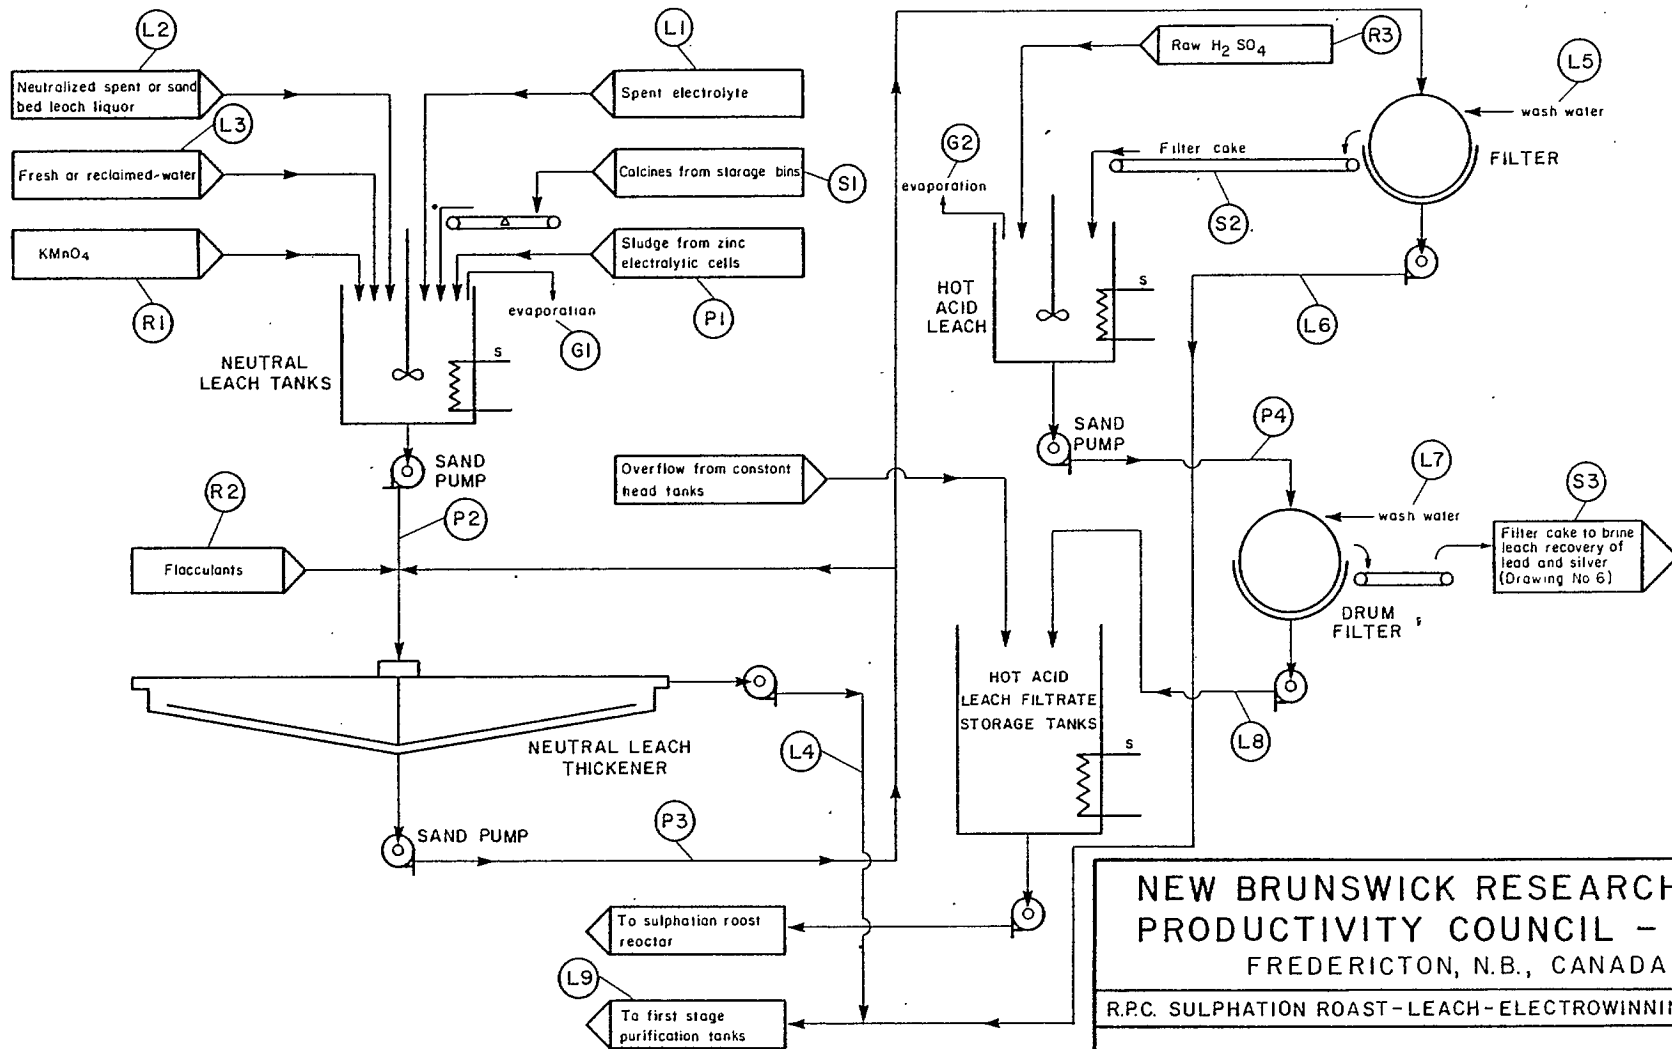 L2
Neutralized spent or sand
bed leach liquor
L3
Fresh or reclaimed-water
KMnO4
R1
L1
Spent electrolyte
Calcines from starage bins
S1
Sludge from zinc
electrolytic cells
P1
evaporation
G1
S
NEUTRAL
LEACH TANKS
SAND
PUMP
R2
P2
Flacculants
NEUTRAL LEACH
THICKENER
L4
SAND PUMP
P3
Raw H2 SO4
R3
L5
wash water
FILTER
Filter cake
S2
G2
evaporation
HOT
ACID
LEACH
S
L6
SAND
PUMP
P4
Overflow from constant
head tanks
L7
wash water
S3
Filter cake to brine
leach recovery of
lead and silver
(Drawing No 6)
DRUM
FILTER
HOT ACID
LEACH FILTRATE
STORAGE TANKS
S
L8
To sulphation roast
reactar
L9
To first stage
purification tanks
NEW BRUNSWICK RESEARCH
PRODUCTIVITY COUNCIL -
FREDERICTON, N.B., CANADA
R.P.C. SULPHATION ROAST-LEACH-ELECTROWINNIN